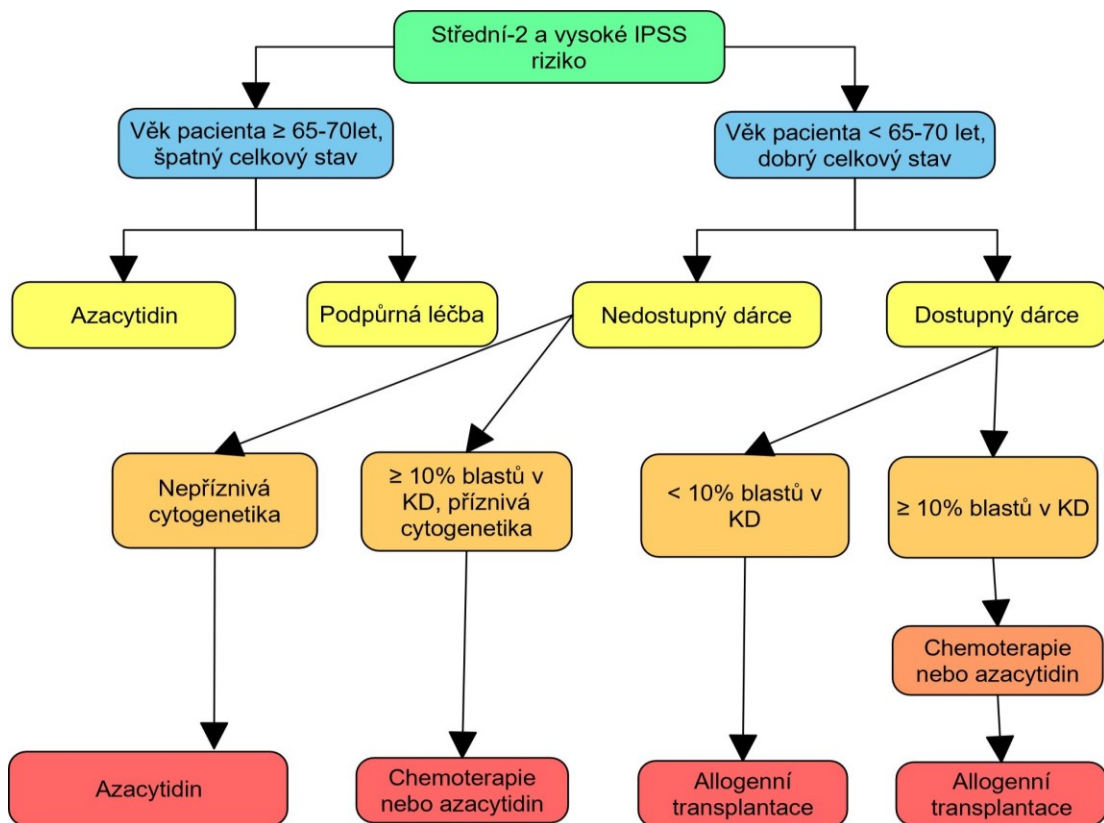 Střední-2 a vysoké IPSS
riziko
Věk pacienta ≥ 65-70let,
špatný celkový stav
Věk pacienta < 65-70 let,
dobrý celkový stav
Azacytidin
Podpůrná léčba
Nedostupný dárce
Dostupný dárce
Nepříznivá
cytogenetika
≥ 10% blastů v
KD, příznivá
cytogenetika
< 10% blastů v
KD
≥ 10% blastů v KD
Chemoterapie
nebo azacytidin
Azacytidin
Chemoterapie
nebo azacytidin
Allogenní
transplantace
Allogenní
transplantace